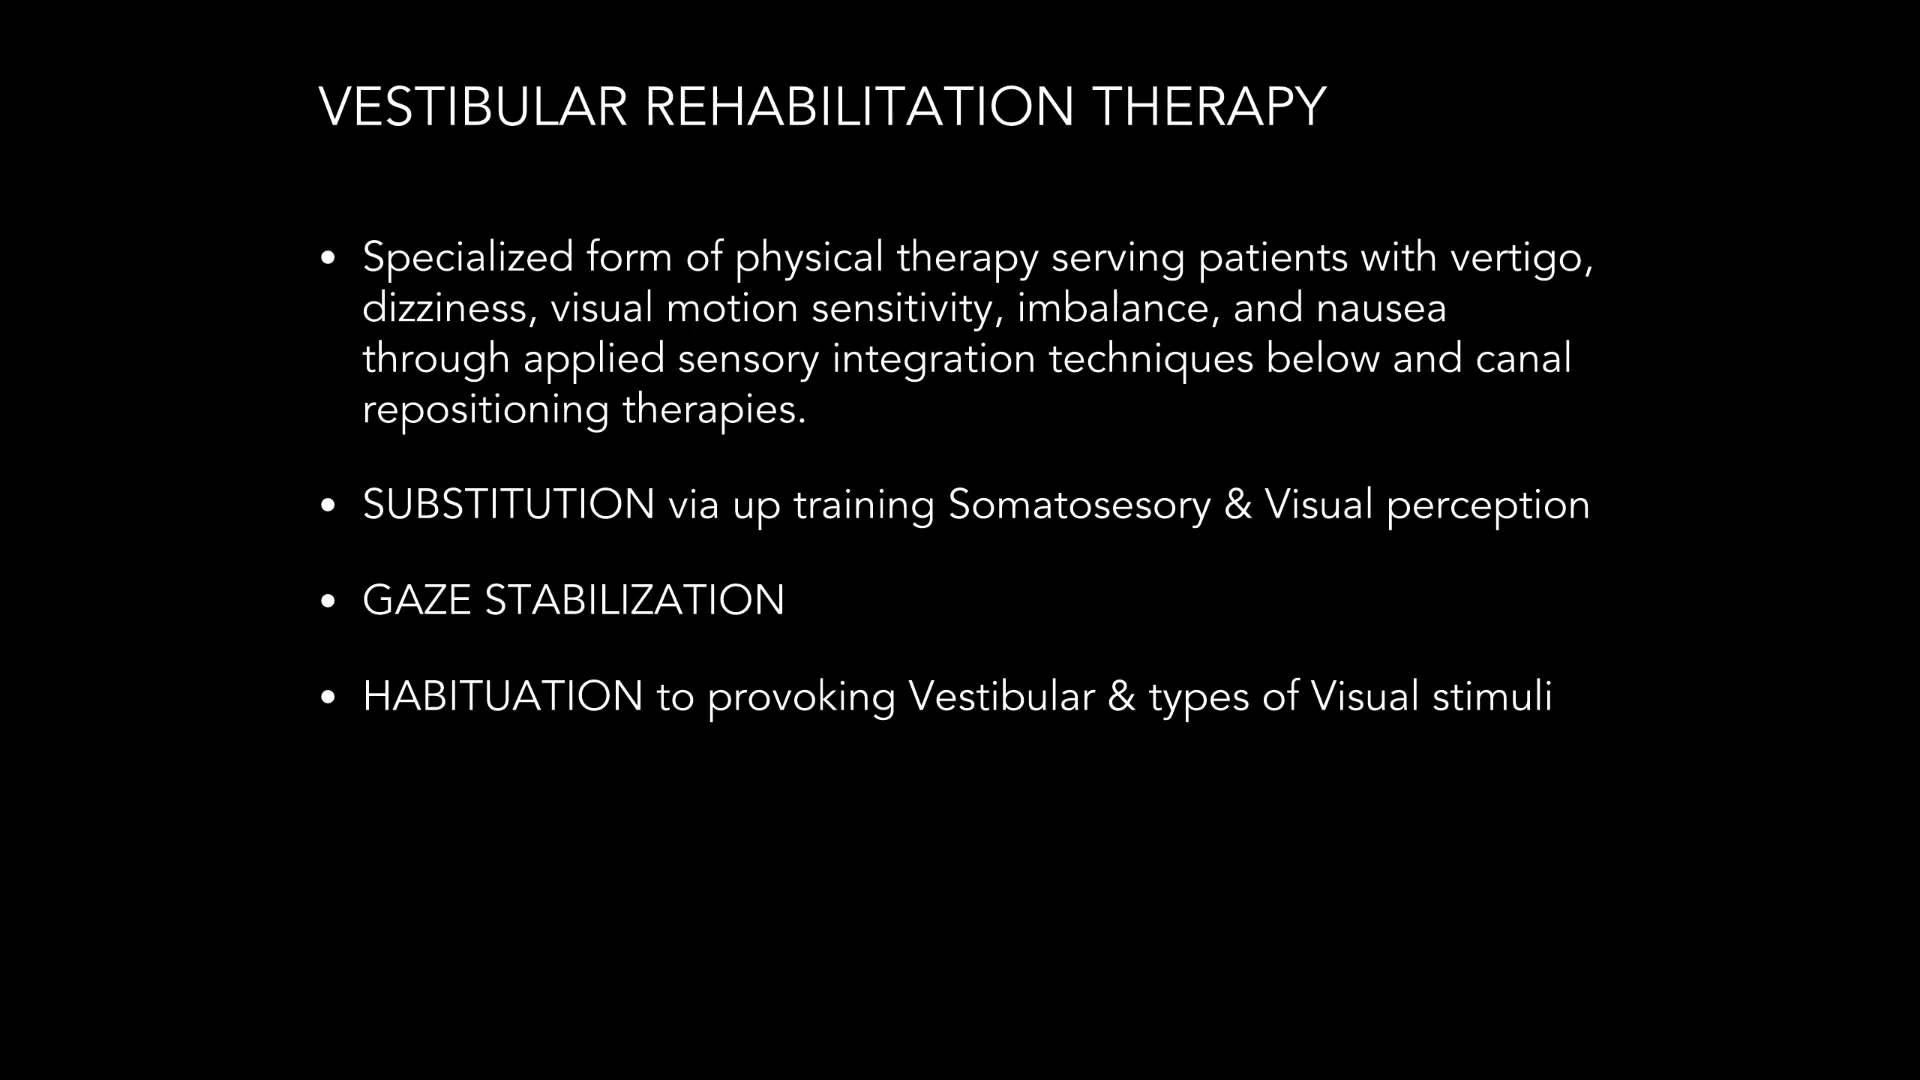 VESTIBULAR REHABILITATION THERAPY
• Specialized form of physical therapy serving patients with vertigo,
dizziness, visual motion sensitivity, imbalance, and nausea
through applied sensory integration techniques below and canal
repositioning therapies.
• SUBSTITUTION via up training Somatosesory & Visual perception
• GAZE STABILIZATION
• HABITUATION to provoking Vestibular & types of Visual stimuli